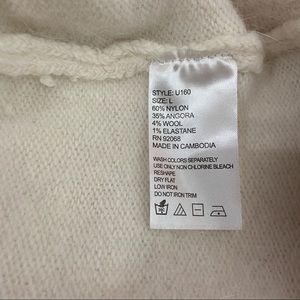 STYLE: U160
SIZE: L
60% NYLON
35% ANGORA
4% WOOL
1% ELASTANE
RN 92068
MADE IN CAMBODIA
WASH COLORS SEPARATELY
USE ONLY NON CHLORINE BLEACH
RESHAPE
DRY FLAT
LOW IRON
DO NOT IRON TRIM